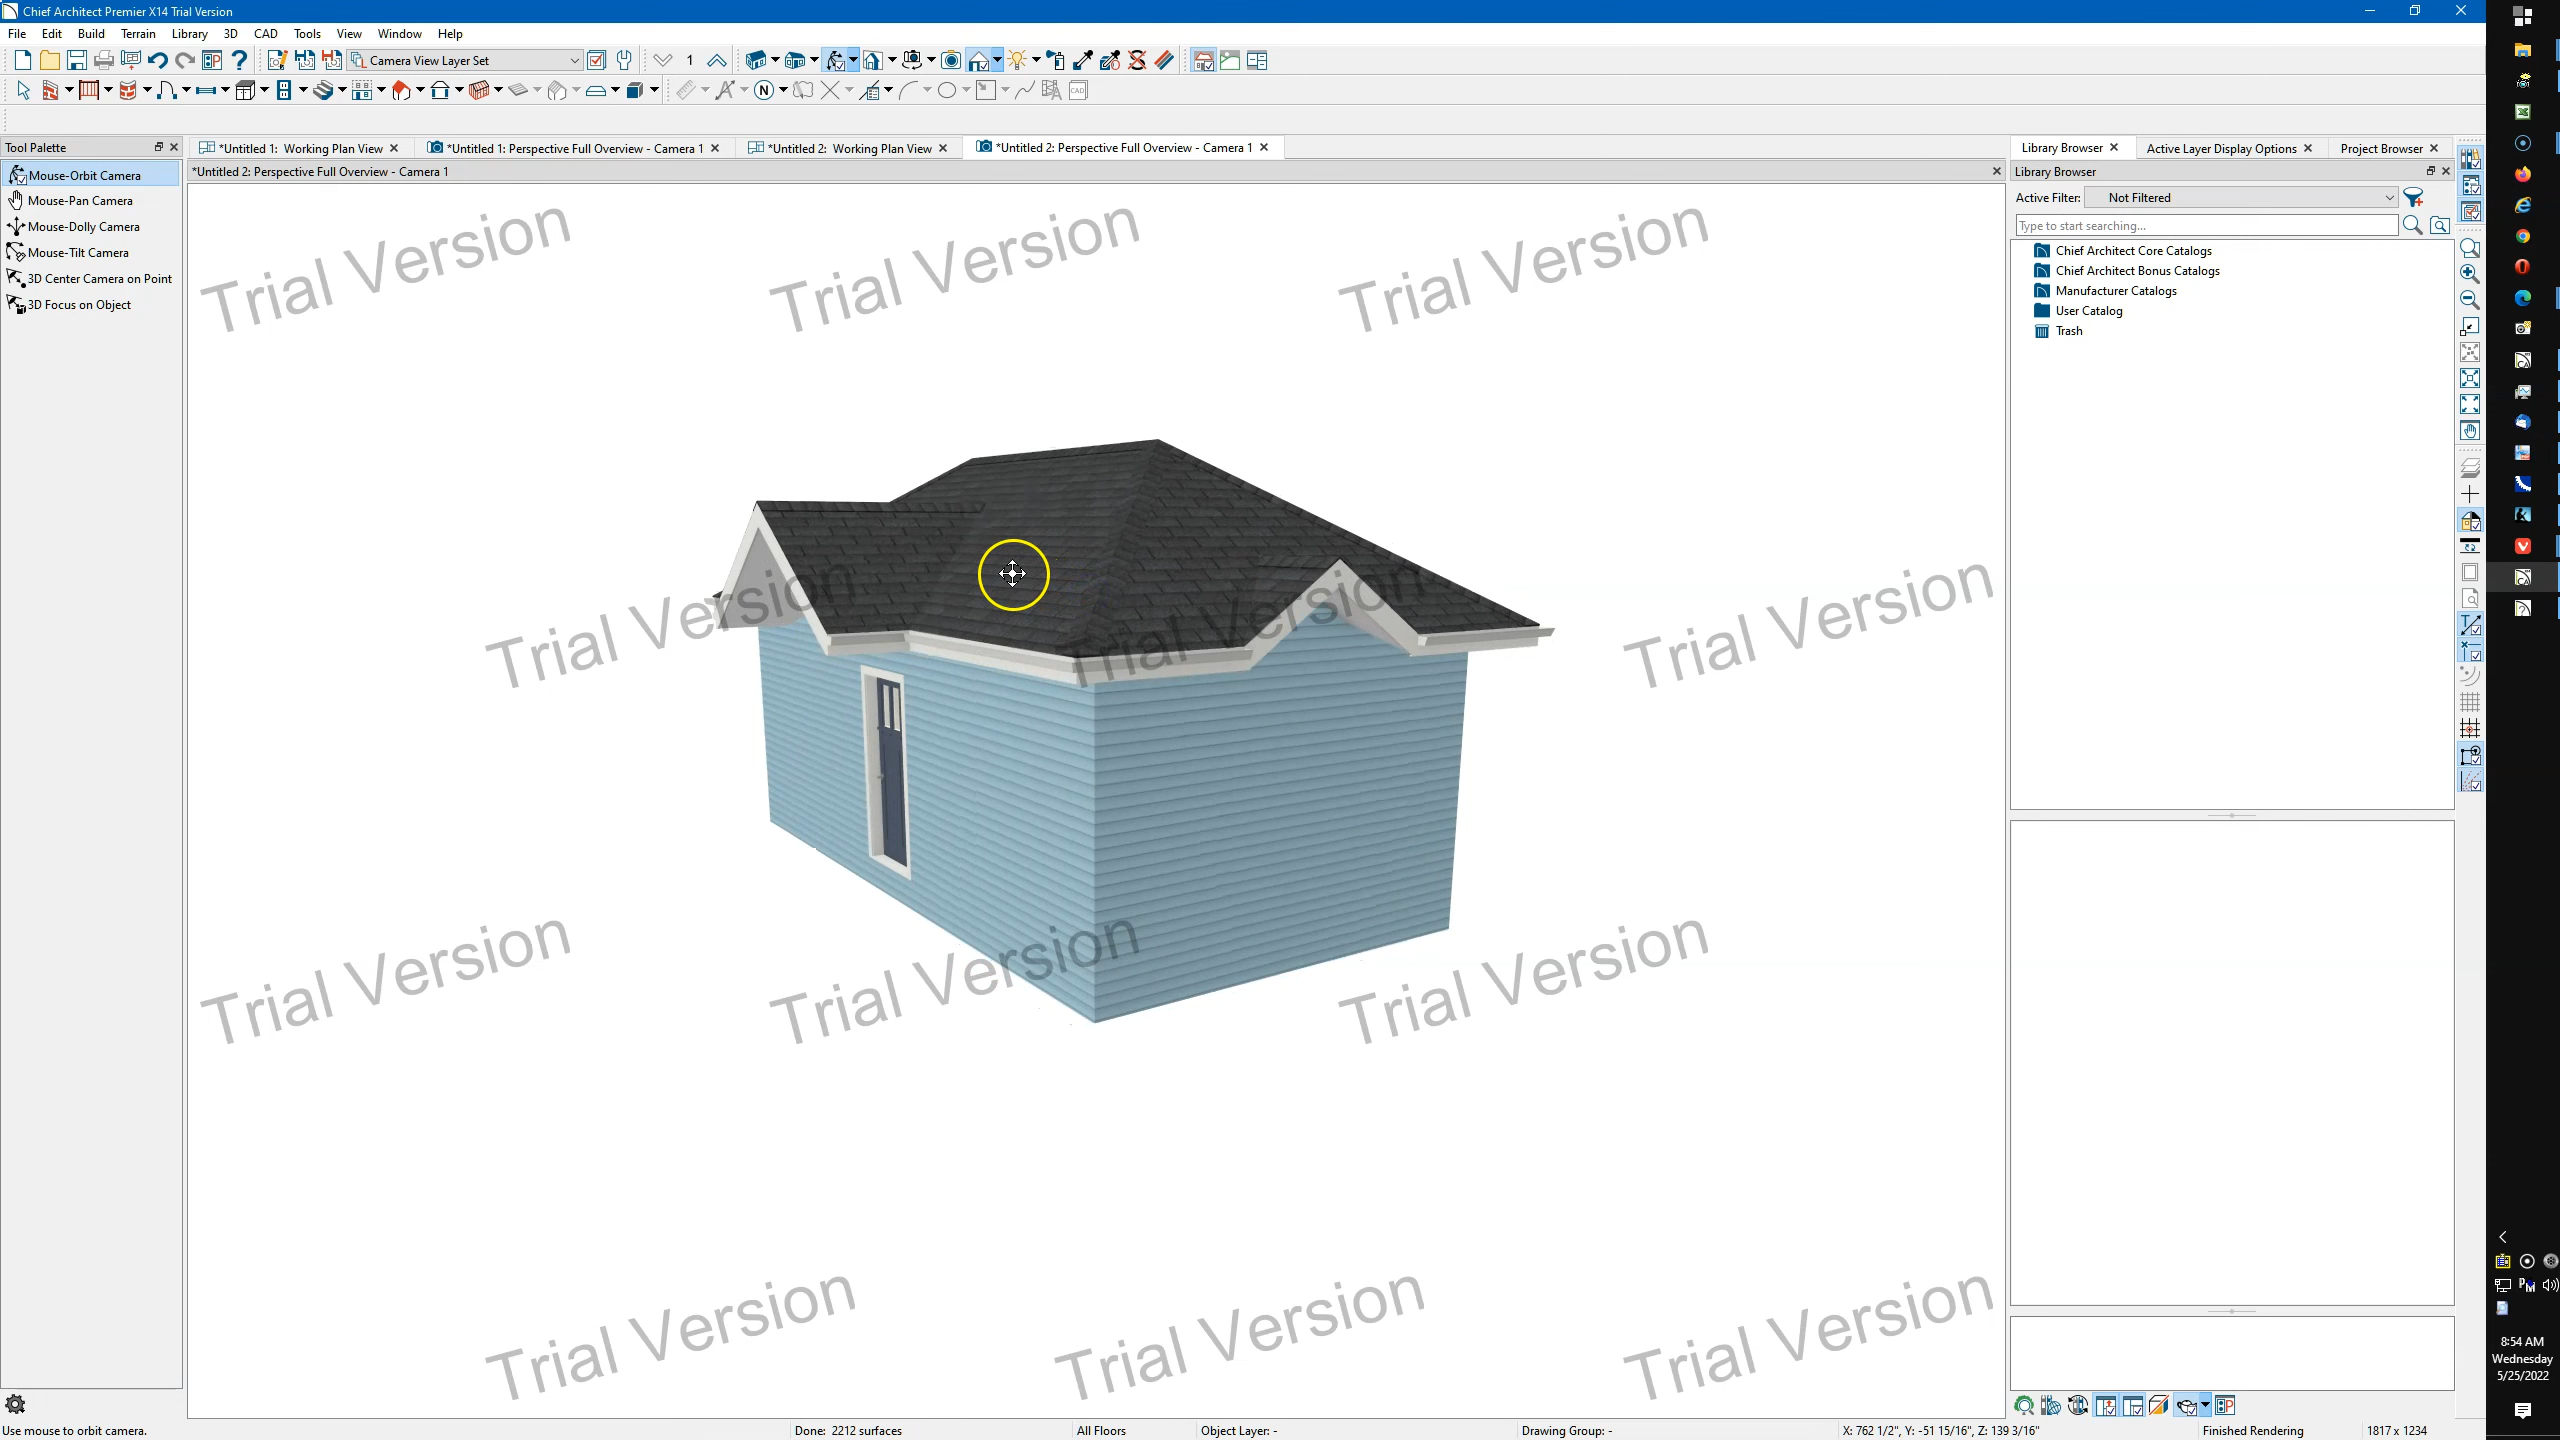 Chief Architect Premier X14 Trial Version
File Edit Build Terrain Library 3D CAD Tools View Window Help
Camera View Layer Set
1
N
CAD
Tool Palette
*Untitled 1: Working Plan View
*Untitled 1: Perspective Full Overview - Camera 1
*Untitled 2: Working Plan View
*Untitled 2: Perspective Full Overview - Camera 1
Library Browser
Active Layer Display Options
Project Browser
Mouse-Orbit Camera
Mouse-Pan Camera
Mouse-Dolly Camera
Mouse-Tilt Camera
3D Center Camera on Point
3D Focus on Object
*Untitled 2: Perspective Full Overview - Camera 1
Library Browser
Active Filter: Not Filtered
Type to start searching...
Chief Architect Core Catalogs
Chief Architect Bonus Catalogs
Manufacturer Catalogs
User Catalog
Trash
Trial Version
Trial Version
Trial Version
Trial Version
Trial Version
Trial Version
Trial Version
Trial Version
Trial Version
Trial Version
Trial Version
Trial Version
8:54 AM
Wednesday
5/25/2022
Use mouse to orbit camera.
Done: 2212 surfaces
All Floors
Object Layer: -
Drawing Group: -
X: 762 1/2", Y: -51 15/16", Z: 139 3/16"
Finished Rendering
1817 x 1234